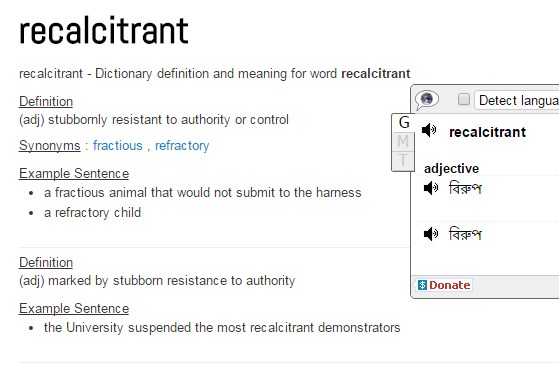 recalcitrant
recalcitrant - Dictionary definition and meaning for word recalcitrant
Definition
(adj) stubbornly resistant to authority or control
Synonyms : fractious , refractory
Example Sentence
• a fractious animal that would not submit to the harness
• a refractory child
Definition
(adj) marked by stubborn resistance to authority
Example Sentence
• the University suspended the most recalcitrant demonstrators
Detect langua
G
M
T
recalcitrant
adjective
বিরুপ
বিরুপ
$ Donate